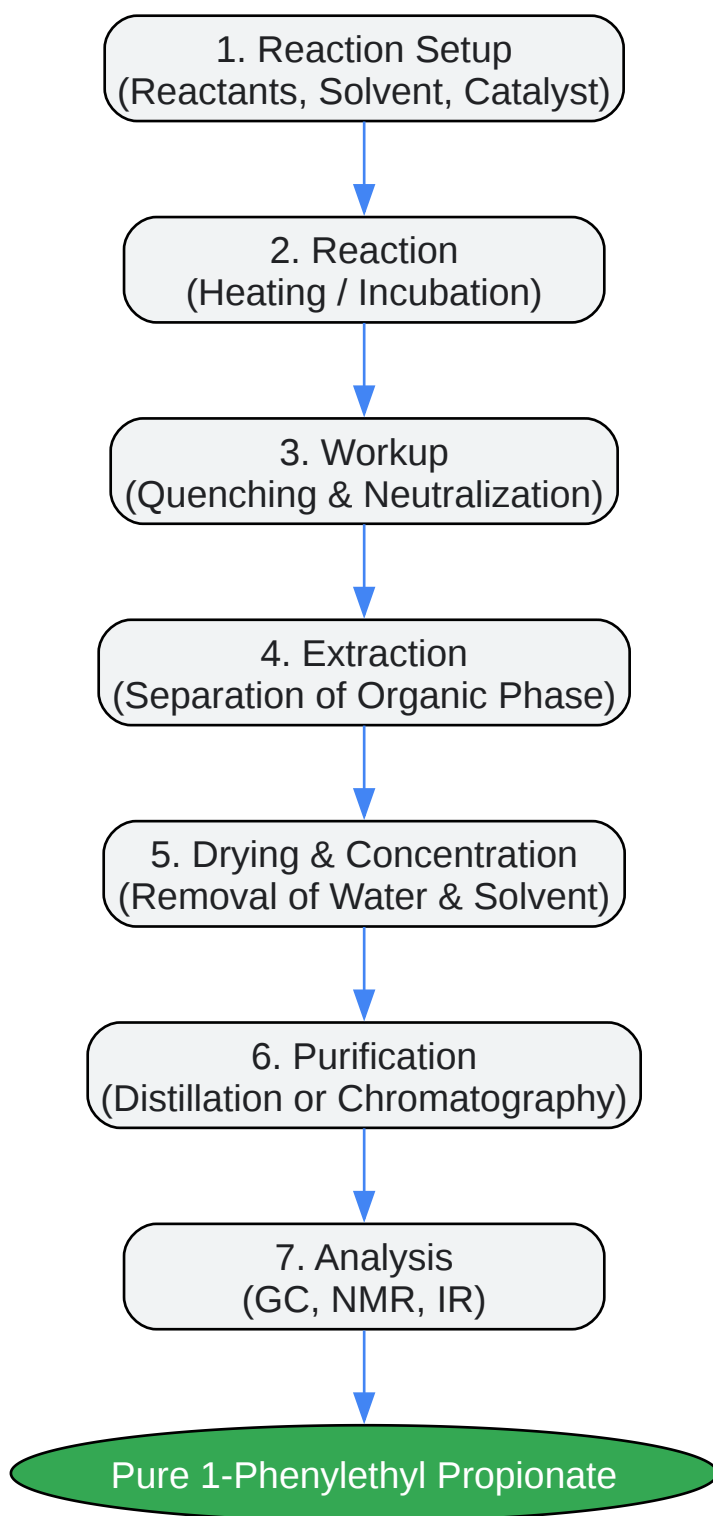 1. Reaction Setup
(Reactants, Solvent, Catalyst)
2. Reaction
(Heating / Incubation)
3. Workup
(Quenching & Neutralization)
4. Extraction
(Separation of Organic Phase)
5. Drying & Concentration
(Removal of Water & Solvent)
6. Purification
(Distillation or Chromatography)
7. Analysis
(GC, NMR, IR)
Pure 1-Phenylethyl Propionate